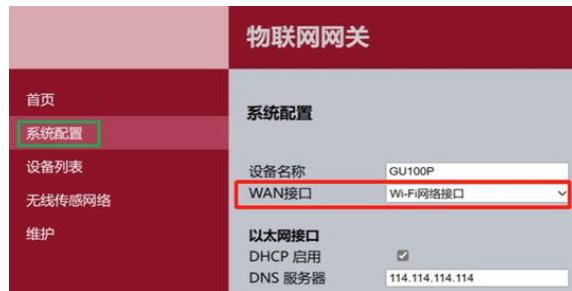 物联网网关
首页
系统配置
设备列表
无线传感网络
维护
系统配置
设备名称 GU100P
WAN接口 Wi-Fi网络接口
以太网接口
DHCP 启用
DNS 服务器 114.114.114.114